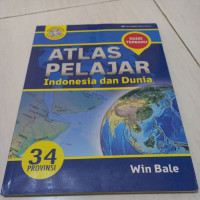 EDISI
TERBARU
ATLAS
PELAJAR
Indonesia dan Dunia
34
PROVINSI
Win Bale